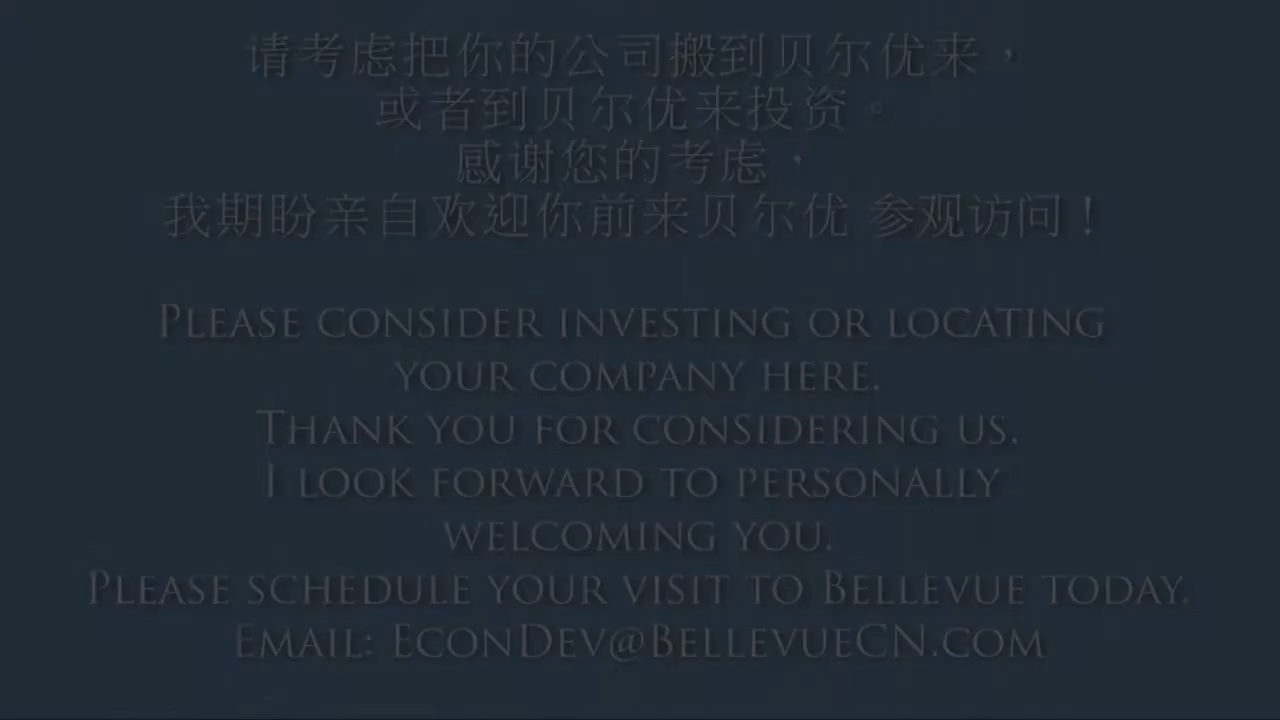 请考虑把你的公司搬到贝尔优来，
或者到贝尔优来投资。
感谢您的考虑，
我期盼亲自欢迎你前来贝尔优 参观访问！
PLEASE CONSIDER INVESTING OR LOCATING
YOUR COMPANY HERE.
THANK YOU FOR CONSIDERING US.
I LOOK FORWARD TO PERSONALLY
WELCOMING YOU.
PLEASE SCHEDULE YOUR VISIT TO BELLEVUE TODAY.
EMAIL: ECONDEV@BELLEVUECN.COM